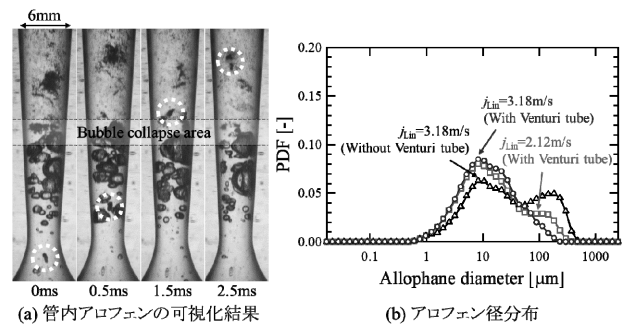 6mm
Bubble collapse area
0ms 0.5ms 1.5ms 2.5ms
(a) 管内アロフェンの可視化結果
0.20
0.15
0.10
0.05
0.00
PDF [-]
jLin=3.18m/s
(With Venturi tube)
jLin=3.18m/s
(Without Venturi tube)
jLin=2.12m/s
(With Venturi tube)
0.1 1 10 100 1000
Allophane diameter [μm]
(b) アロフェン径分布